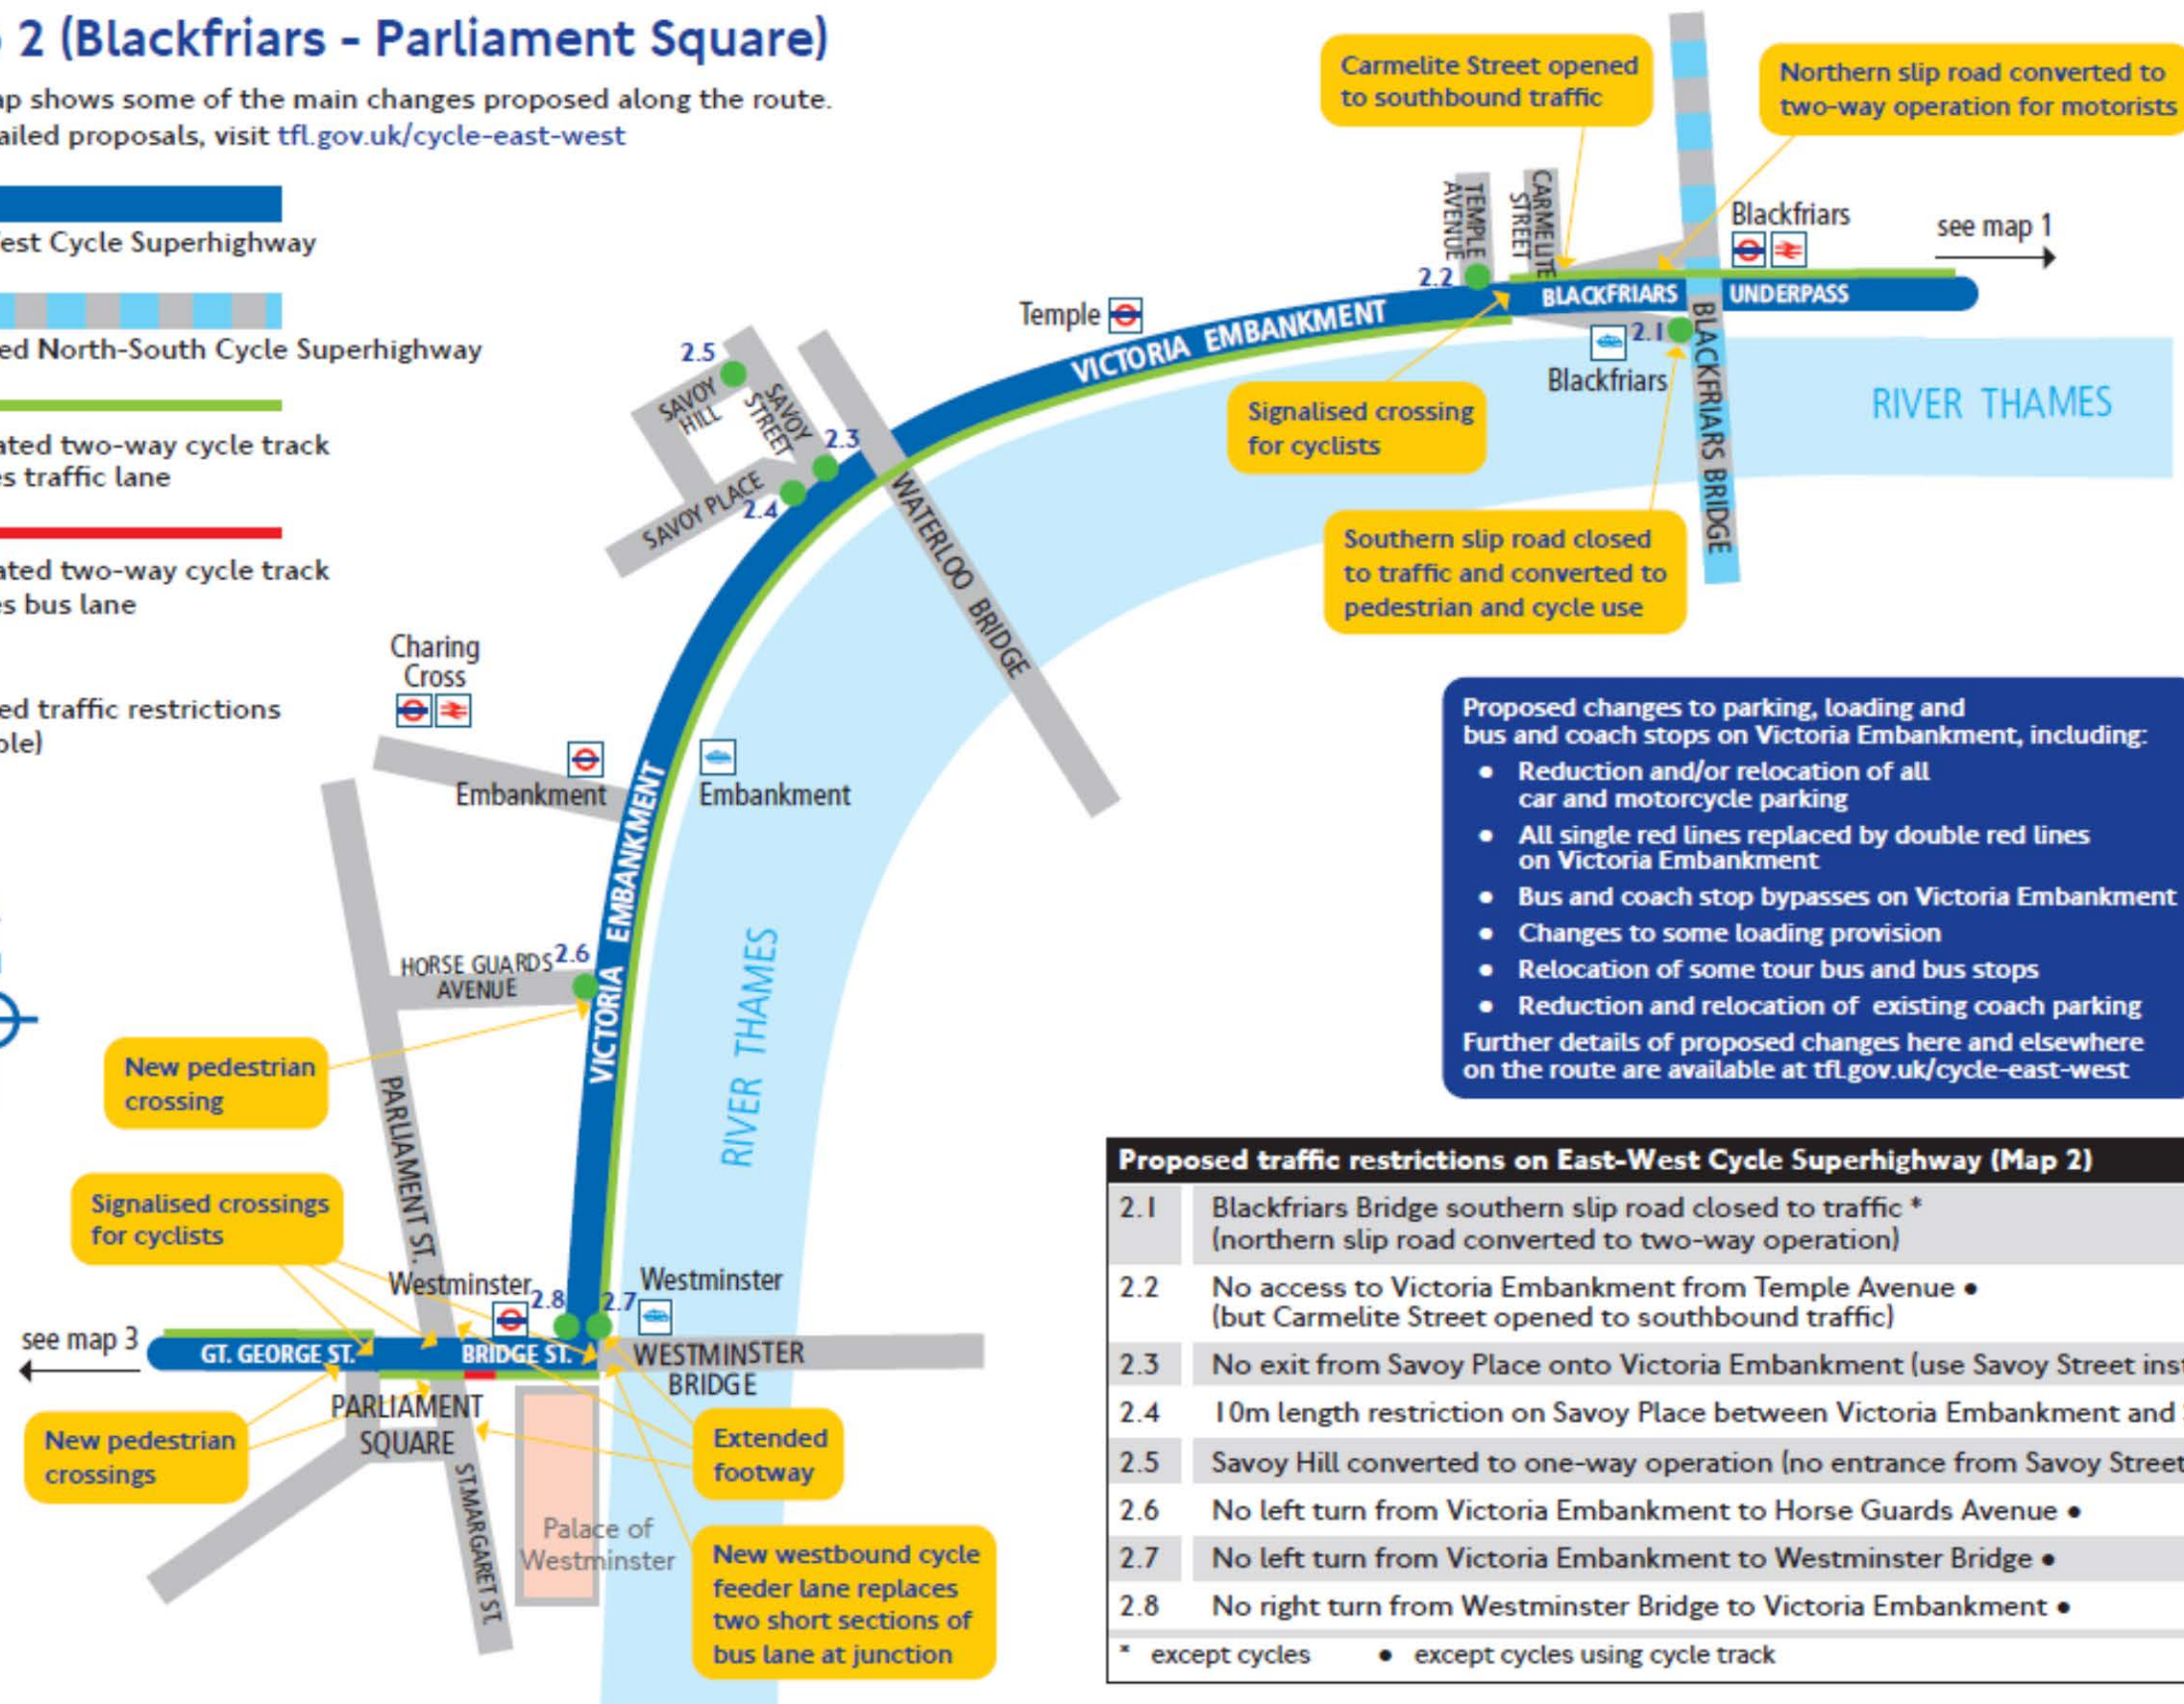 2 (Blackfriars - Parliament Square)
ap shows some of the main changes proposed along the route.
ailed proposals, visit tfl.gov.uk/cycle-east-west
est Cycle Superhighway
ed North-South Cycle Superhighway
ated two-way cycle track
es traffic lane
ated two-way cycle track
es bus lane
ed traffic restrictions
ole)
Carmelite Street opened
to southbound traffic
Northern slip road converted to
two-way operation for motorists
TEMPLE
AVENUE
CARMELITE
STREET
Blackfriars
see map 1
2.2
BLACKFRIARS
UNDERPASS
Temple
VICTORIA EMBANKMENT
2.1
Blackfriars
BLACKFRIARS BRIDGE
RIVER THAMES
2.5
SAVOY
HILL
SAVOY
STREET
2.3
SAVOY PLACE
2.4
WATERLOO BRIDGE
Signalised crossing
for cyclists
Southern slip road closed
to traffic and converted to
pedestrian and cycle use
Charing
Cross
Embankment
Embankment
VICTORIA EMBANKMENT
RIVER THAMES
HORSE GUARDS
AVENUE
2.6
New pedestrian
crossing
PARLIAMENT ST.
Signalised crossings
for cyclists
Westminster
2.8
2.7
Westminster
see map 3
GT. GEORGE ST.
BRIDGE ST.
WESTMINSTER
BRIDGE
PARLIAMENT
SQUARE
New pedestrian
crossings
ST.MARGARET ST.
Palace of
Westminster
Extended
footway
New westbound cycle
feeder lane replaces
two short sections of
bus lane at junction
Proposed changes to parking, loading and
bus and coach stops on Victoria Embankment, including:
● Reduction and/or relocation of all
car and motorcycle parking
● All single red lines replaced by double red lines
on Victoria Embankment
● Bus and coach stop bypasses on Victoria Embankment
● Changes to some loading provision
● Relocation of some tour bus and bus stops
● Reduction and relocation of existing coach parking
Further details of proposed changes here and elsewhere
on the route are available at tfl.gov.uk/cycle-east-west
Proposed traffic restrictions on East-West Cycle Superhighway (Map 2)
2.1 Blackfriars Bridge southern slip road closed to traffic *
(northern slip road converted to two-way operation)
2.2 No access to Victoria Embankment from Temple Avenue ●
(but Carmelite Street opened to southbound traffic)
2.3 No exit from Savoy Place onto Victoria Embankment (use Savoy Street inst
2.4 10m length restriction on Savoy Place between Victoria Embankment and
2.5 Savoy Hill converted to one-way operation (no entrance from Savoy Street
2.6 No left turn from Victoria Embankment to Horse Guards Avenue ●
2.7 No left turn from Victoria Embankment to Westminster Bridge ●
2.8 No right turn from Westminster Bridge to Victoria Embankment ●
* except cycles ● except cycles using cycle track